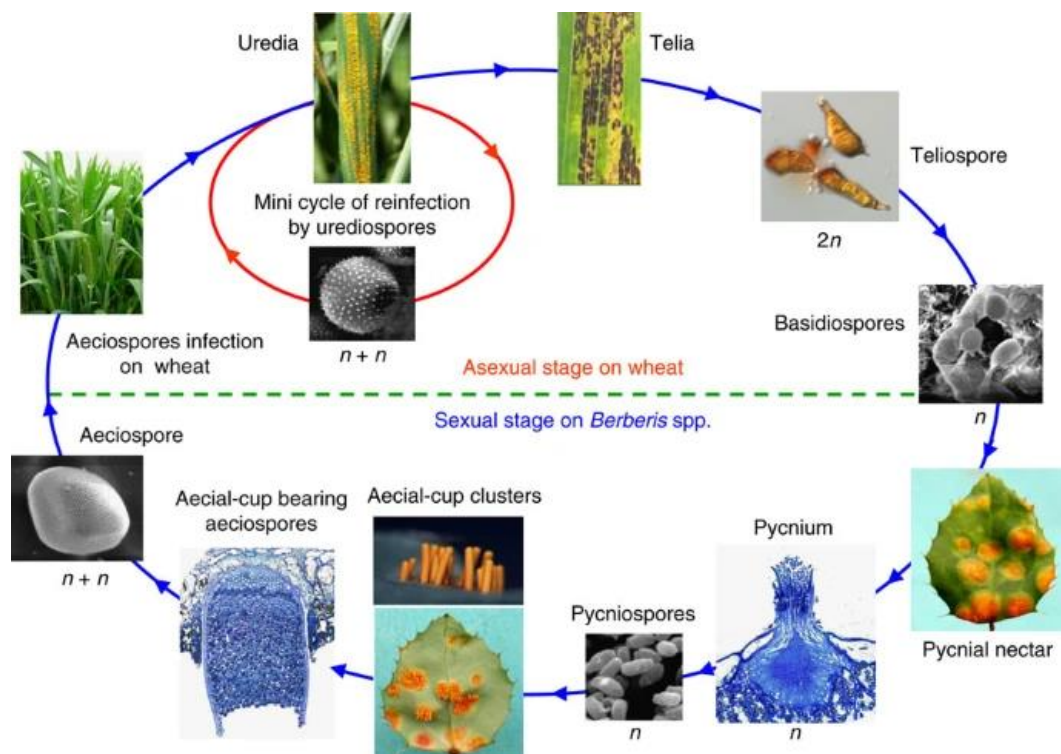 Uredia
Telia
Teliospore
2n
Mini cycle of reinfection
by urediospores
n + n
Basidiospores
n
Aeciospores infection
on wheat
Asexual stage on wheat
Sexual stage on Berberis spp.
Aeciospore
n + n
Aecial-cup bearing
aeciospores
Aecial-cup clusters
Pycniospores
n
Pycnium
n
Pycnial nectar